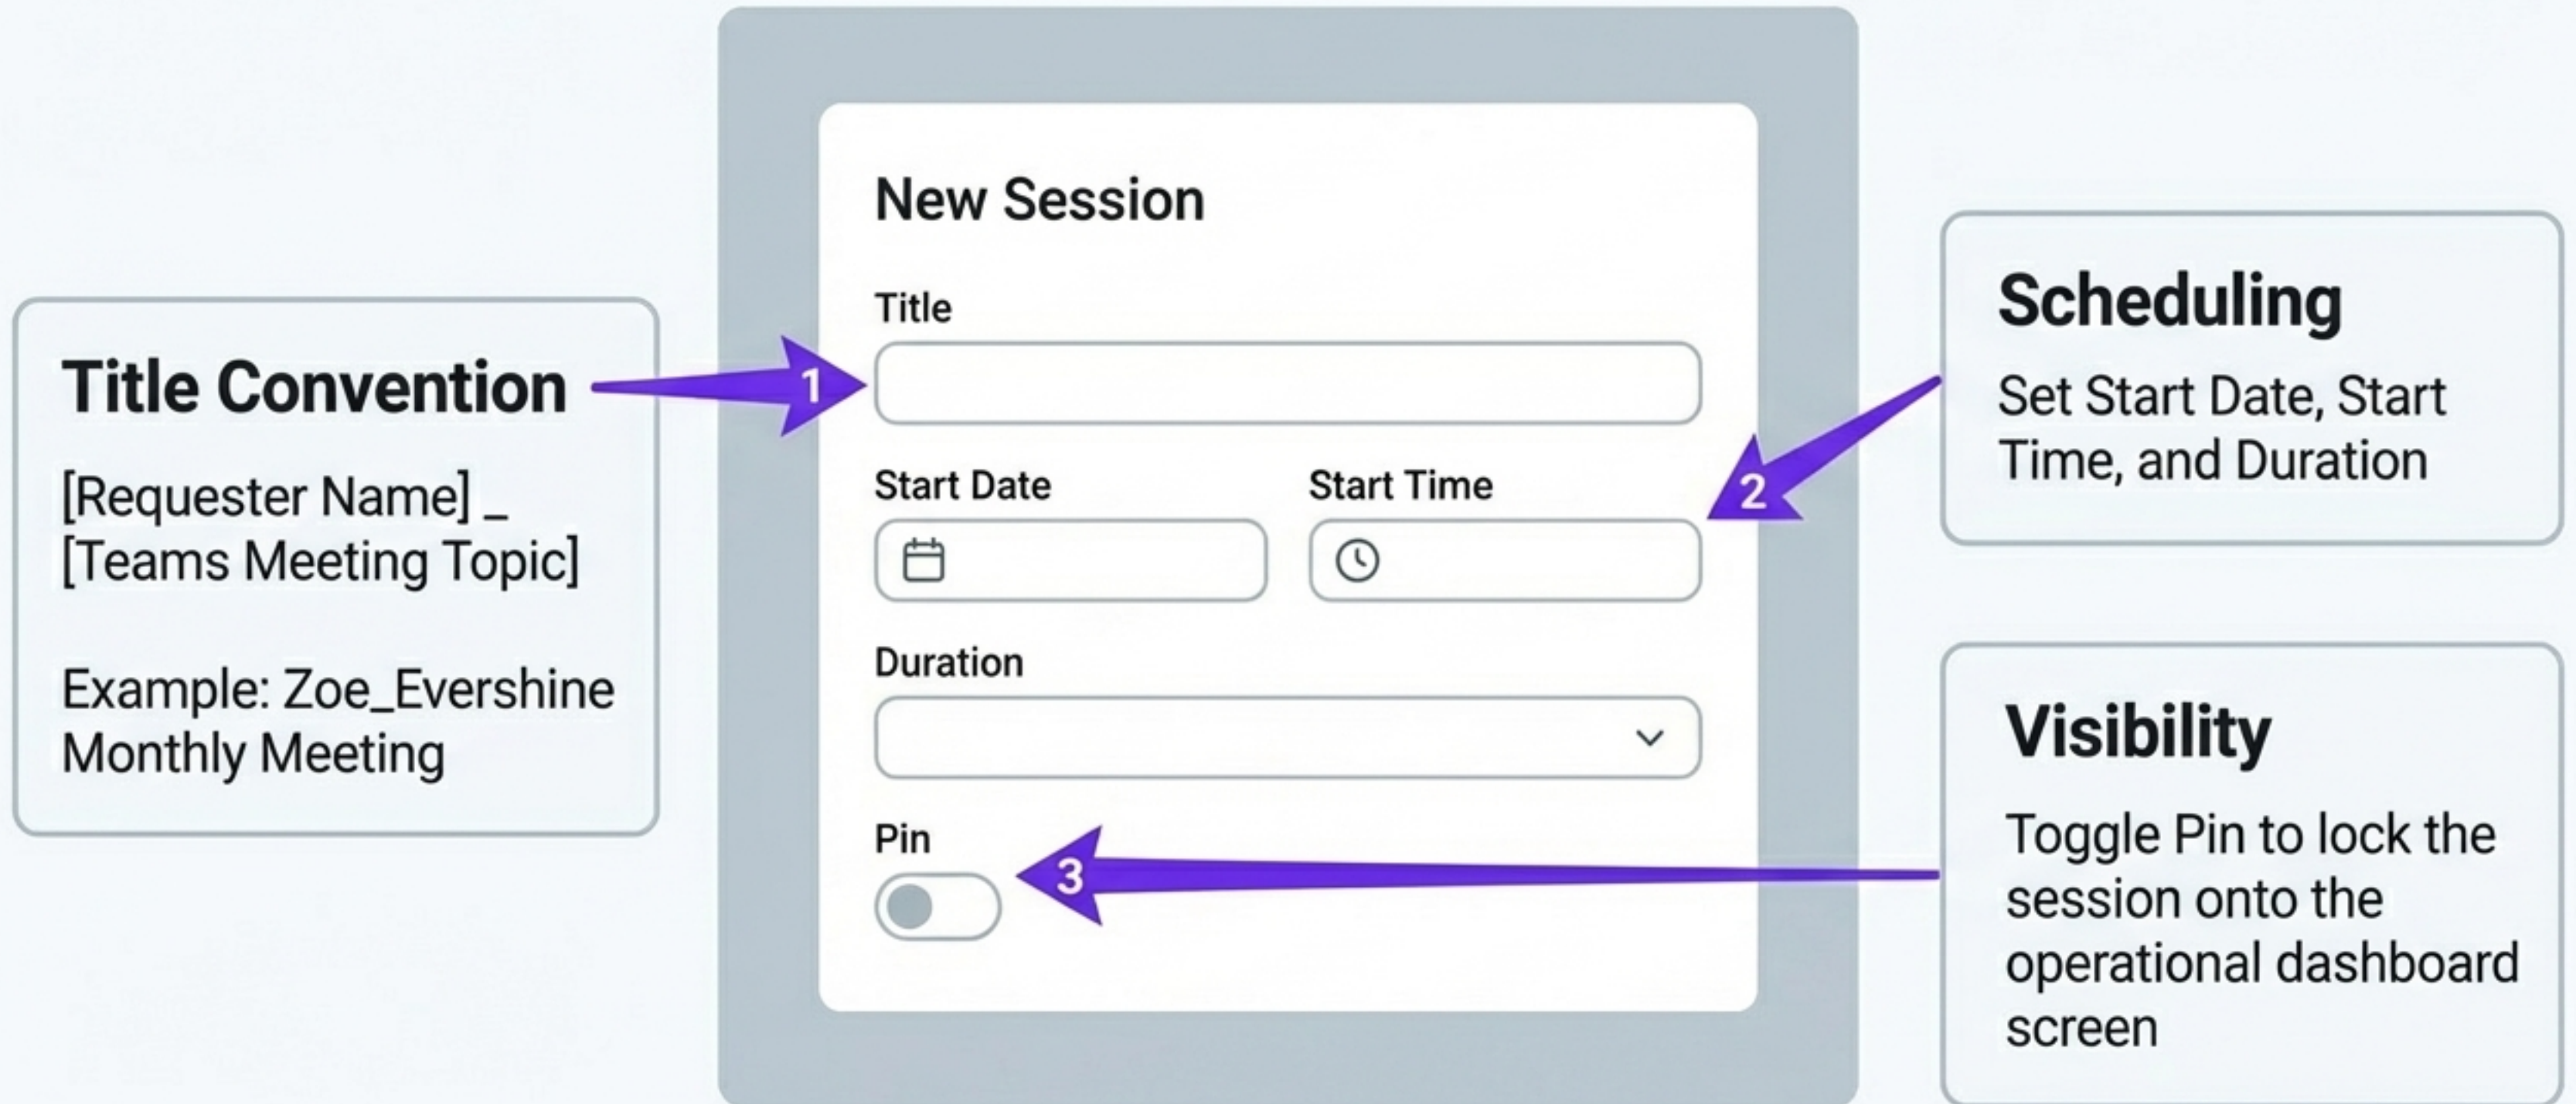 Title Convention
[Requester Name] _
[Teams Meeting Topic]
Example: Zoe_Evershine
Monthly Meeting
New Session
Title
1
Start Date
Start Time
2
Duration
Pin
3
Scheduling
Set Start Date, Start
Time, and Duration
Visibility
Toggle Pin to lock the
session onto the
operational dashboard
screen